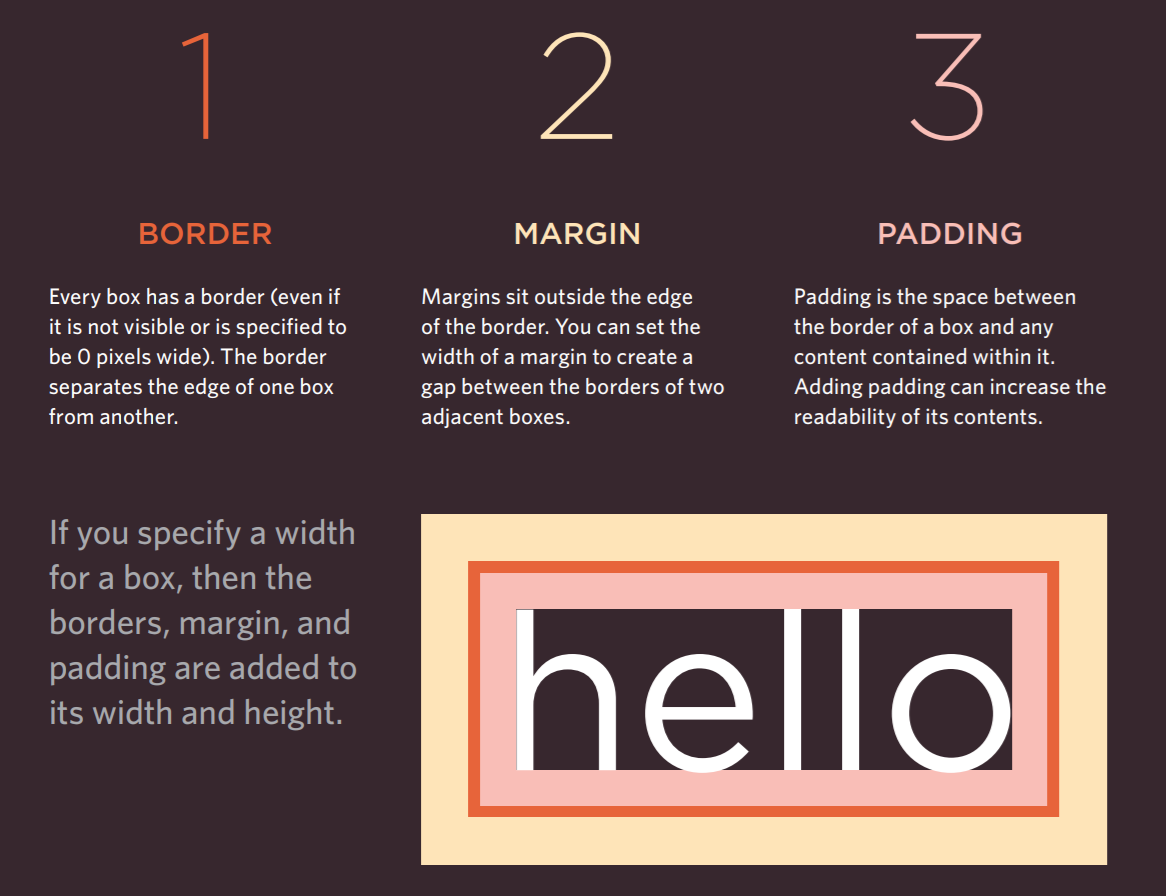 1
2
3
BORDER
Every box has a border (even if
it is not visible or is specified to
be 0 pixels wide). The border
separates the edge of one box
from another.
MARGIN
Margins sit outside the edge
of the border. You can set the
width of a margin to create a
gap between the borders of two
adjacent boxes.
PADDING
Padding is the space between
the border of a box and any
content contained within it.
Adding padding can increase the
readability of its contents.
If you specify a width
for a box, then the
borders, margin, and
padding are added to
its width and height.
hello